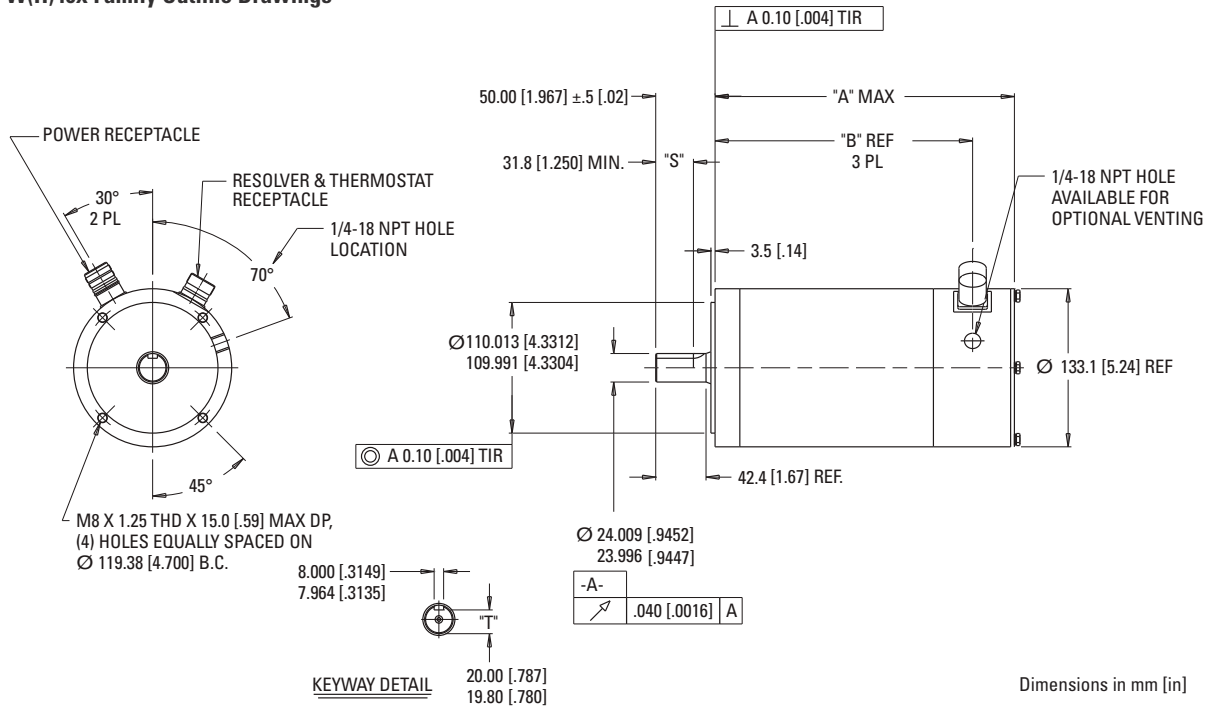 ⊥ A 0.10 [.004] TIR
50.00 [1.967] ±.5 [.02]
"A" MAX
"B" REF
3 PL
31.8 [1.250] MIN.
"S"
1/4-18 NPT HOLE
AVAILABLE FOR
OPTIONAL VENTING
POWER RECEPTACLE
30°
2 PL
RESOLVER & THERMOSTAT
RECEPTACLE
1/4-18 NPT HOLE
LOCATION
70°
3.5 [.14]
Ø110.013 [4.3312]
109.991 [4.3304]
Ø 133.1 [5.24] REF
◎ A 0.10 [.004] TIR
42.4 [1.67] REF.
45°
M8 X 1.25 THD X 15.0 [.59] MAX DP,
(4) HOLES EQUALLY SPACED ON
Ø 119.38 [4.700] B.C.
Ø 24.009 [.9452]
23.996 [.9447]
-A-
↗ .040 [.0016] A
8.000 [.3149]
7.964 [.3135]
"T"
20.00 [.787]
19.80 [.780]
KEYWAY DETAIL
Dimensions in mm [in]